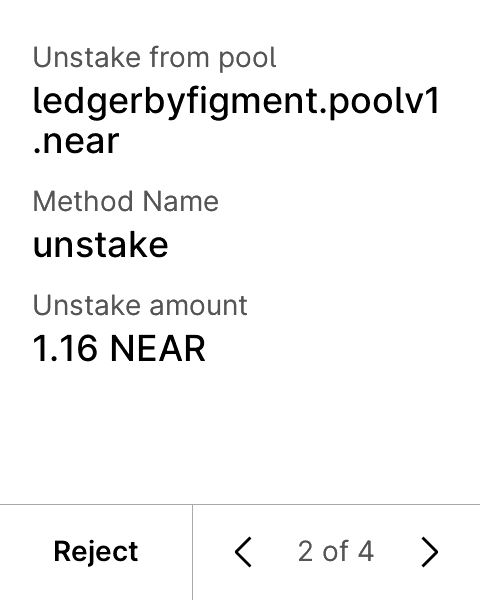 Unstake from pool
ledgerbyfigment.poolv1
.near
Method Name
unstake
Unstake amount
1.16 NEAR
Reject
2 of 4